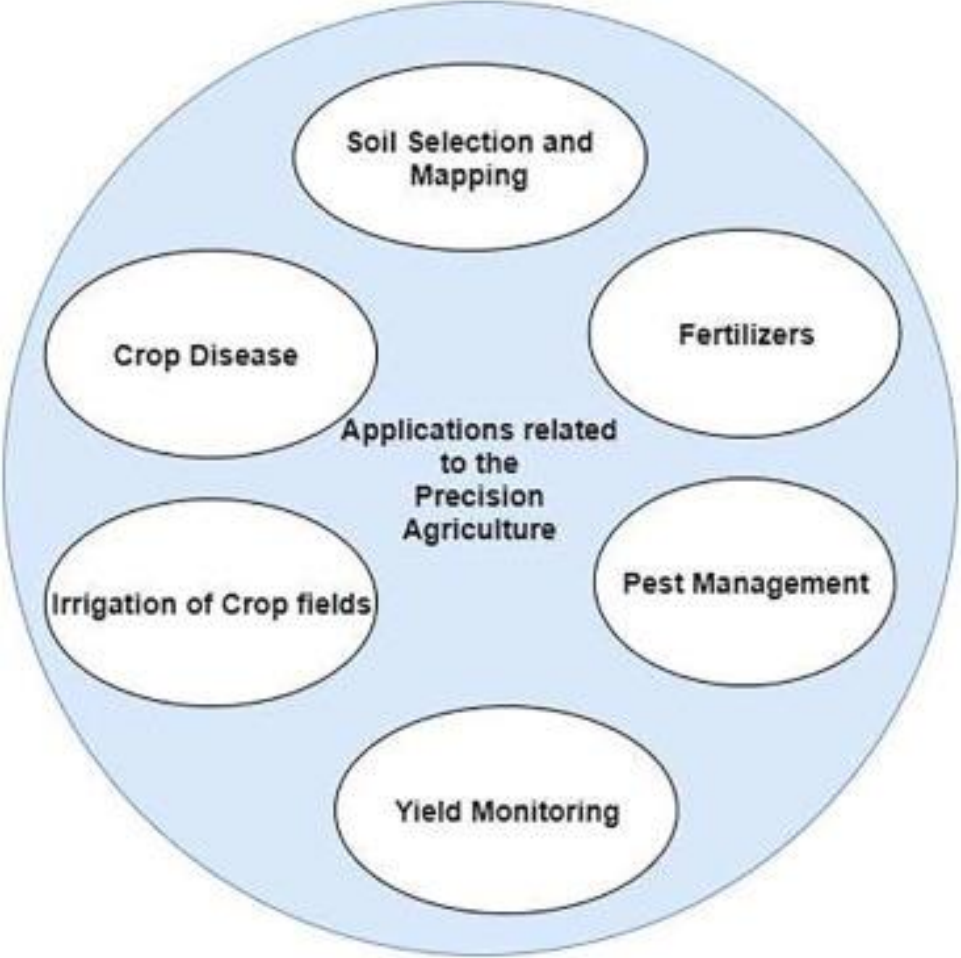 Soil Selection and
Mapping
Fertilizers
Crop Disease
Applications related
to the
Precision
Agriculture
Pest Management
Irrigation of Crop fields
Yield Monitoring